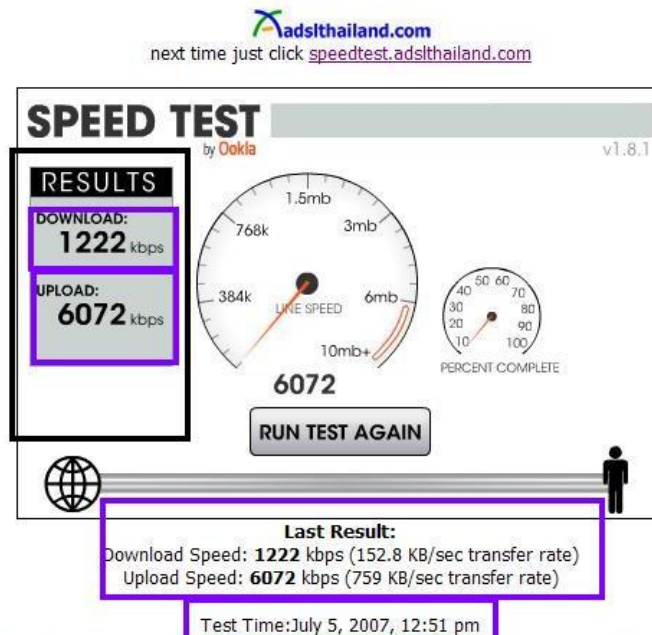 adslthailand.com
next time just click speedtest.adslthailand.com
SPEED TEST
by Ookla
v1.8.1
RESULTS
DOWNLOAD:
1222 kbps
UPLOAD:
6072 kbps
384k
768k
1.5mb
3mb
6mb
10mb+
LINE SPEED
6072
10
20
30
40
50
60
70
80
90
100
PERCENT COMPLETE
RUN TEST AGAIN
Last Result:
Download Speed: 1222 kbps (152.8 KB/sec transfer rate)
Upload Speed: 6072 kbps (759 KB/sec transfer rate)
Test Time:July 5, 2007, 12:51 pm